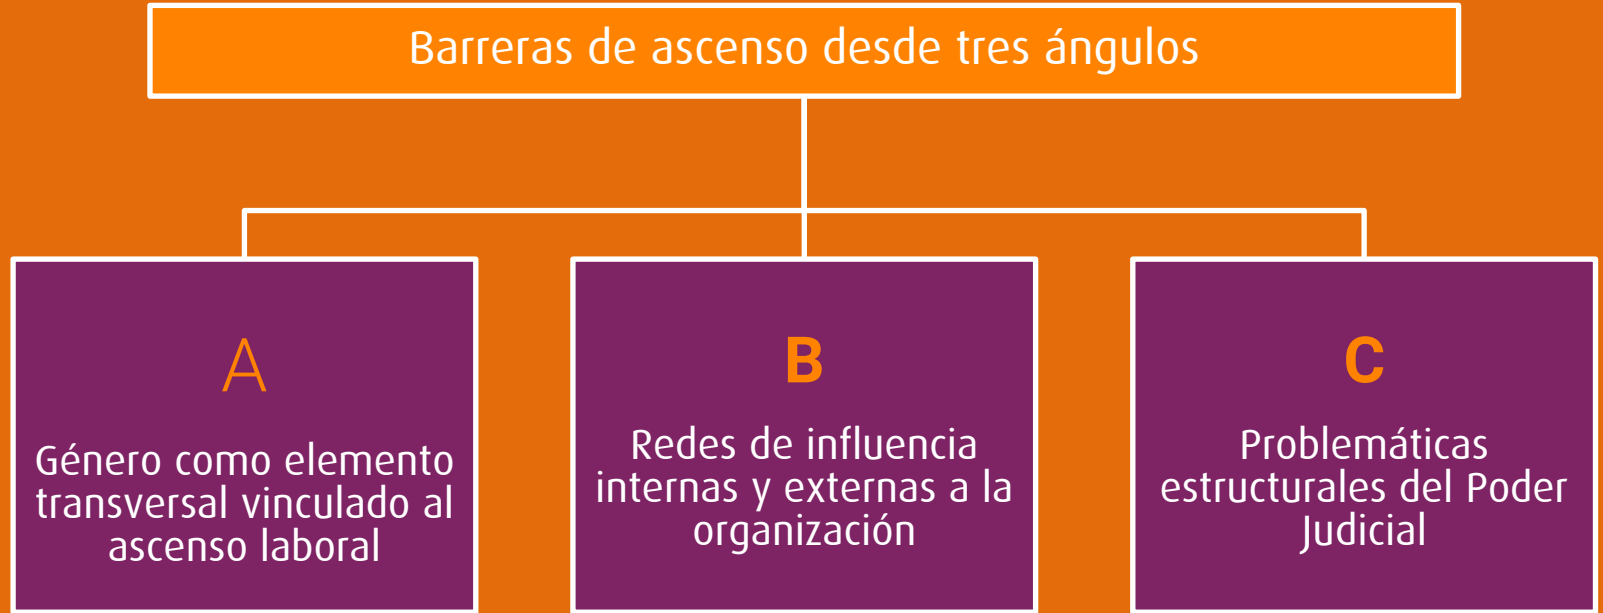 Barreras de ascenso desde tres ángulos
A
Género como elemento
transversal vinculado al
ascenso laboral
B
Redes de influencia
internas y externas a la
organización
C
Problemáticas
estructurales del Poder
Judicial